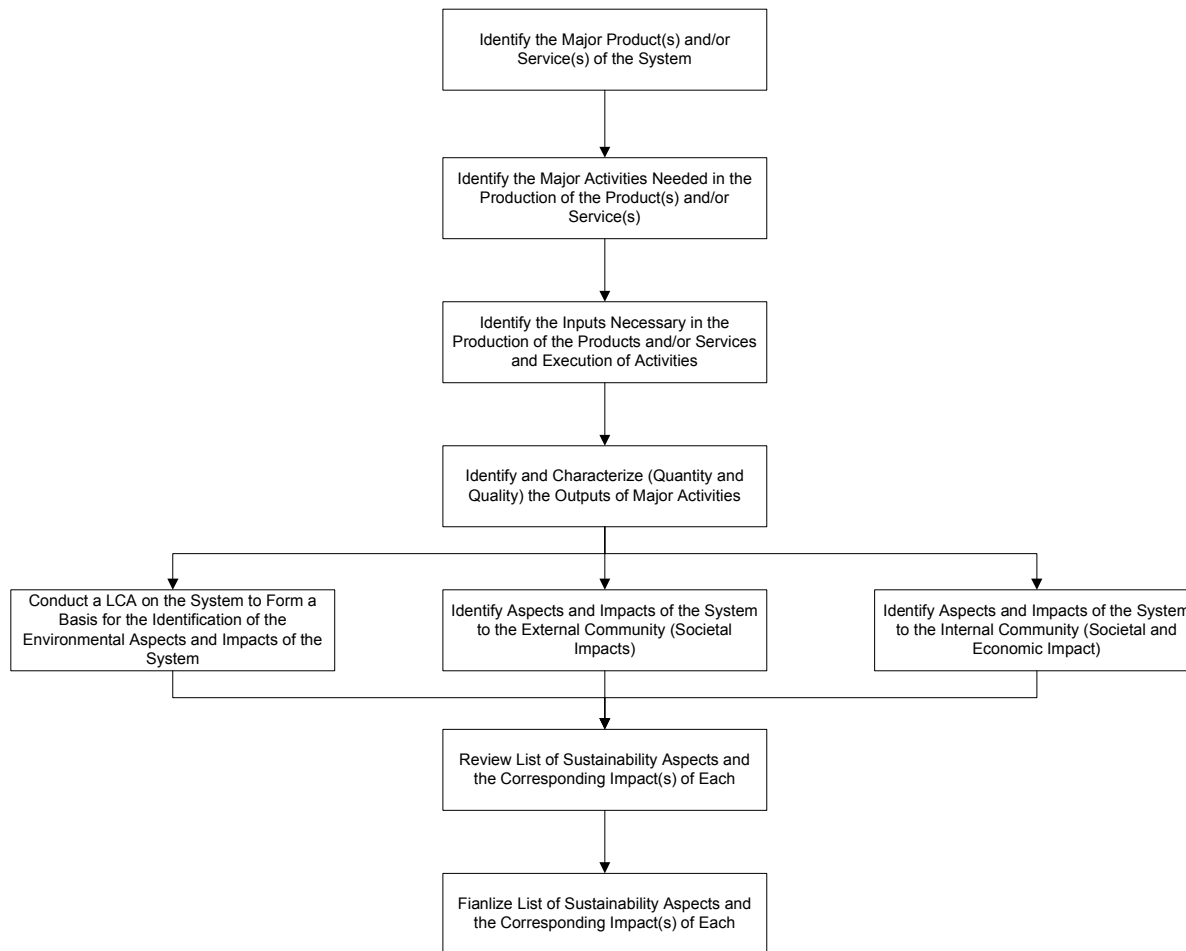 Identify the Major Product(s) and/or
Service(s) of the System
Identify the Major Activities Needed in the
Production of the Product(s) and/or
Service(s)
Identify the Inputs Necessary in the
Production of the Products and/or Services
and Execution of Activities
Identify and Characterize (Quantity and
Quality) the Outputs of Major Activities
Conduct a LCA on the System to Form a
Basis for the Identification of the
Environmental Aspects and Impacts of the
System
Identify Aspects and Impacts of the System
to the External Community (Societal
Impacts)
Identify Aspects and Impacts of the System
to the Internal Community (Societal and
Economic Impact)
Review List of Sustainability Aspects and
the Corresponding Impact(s) of Each
Fianlize List of Sustainability Aspects and
the Corresponding Impact(s) of Each